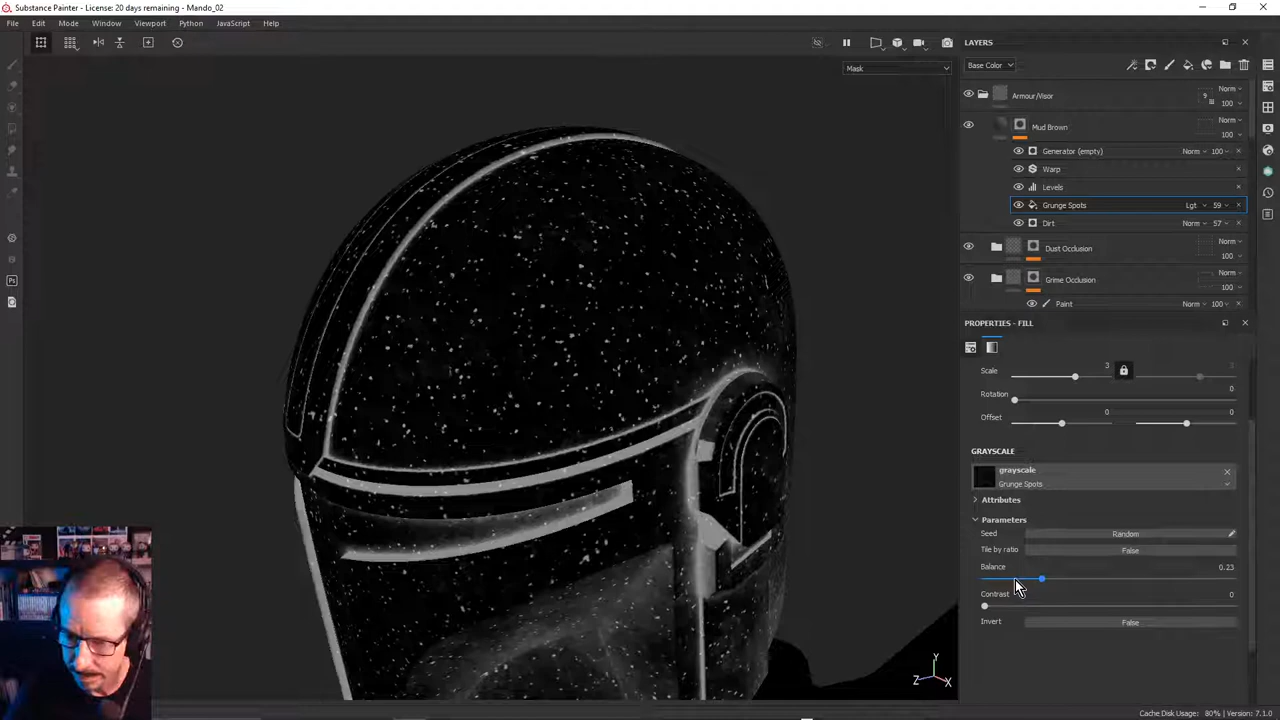 Substance Painter - License: 20 days remaining - Mando_02
File Edit Mode Window Viewport Python JavaScript Help
Mask
LAYERS
Base Color
Armour/Visor
Norm
100
9
Mud Brown
Norm
100
Generator (empty) Norm 100
Warp
Levels
Grunge Spots Lgt 59
Dirt Norm 57
Dust Occlusion
Norm
100
Grime Occlusion
Norm
100
Paint Norm 100
PROPERTIES - FILL
Scale 3
Rotation 0
Offset 0 0
GRAYSCALE
grayscale
Grunge Spots
Attributes
Parameters
Seed Random
Tile by ratio False
Balance 0.23
Contrast 0
Invert False
Ps
Y
Z X
Cache Disk Usage: 80% | Version: 7.1.0